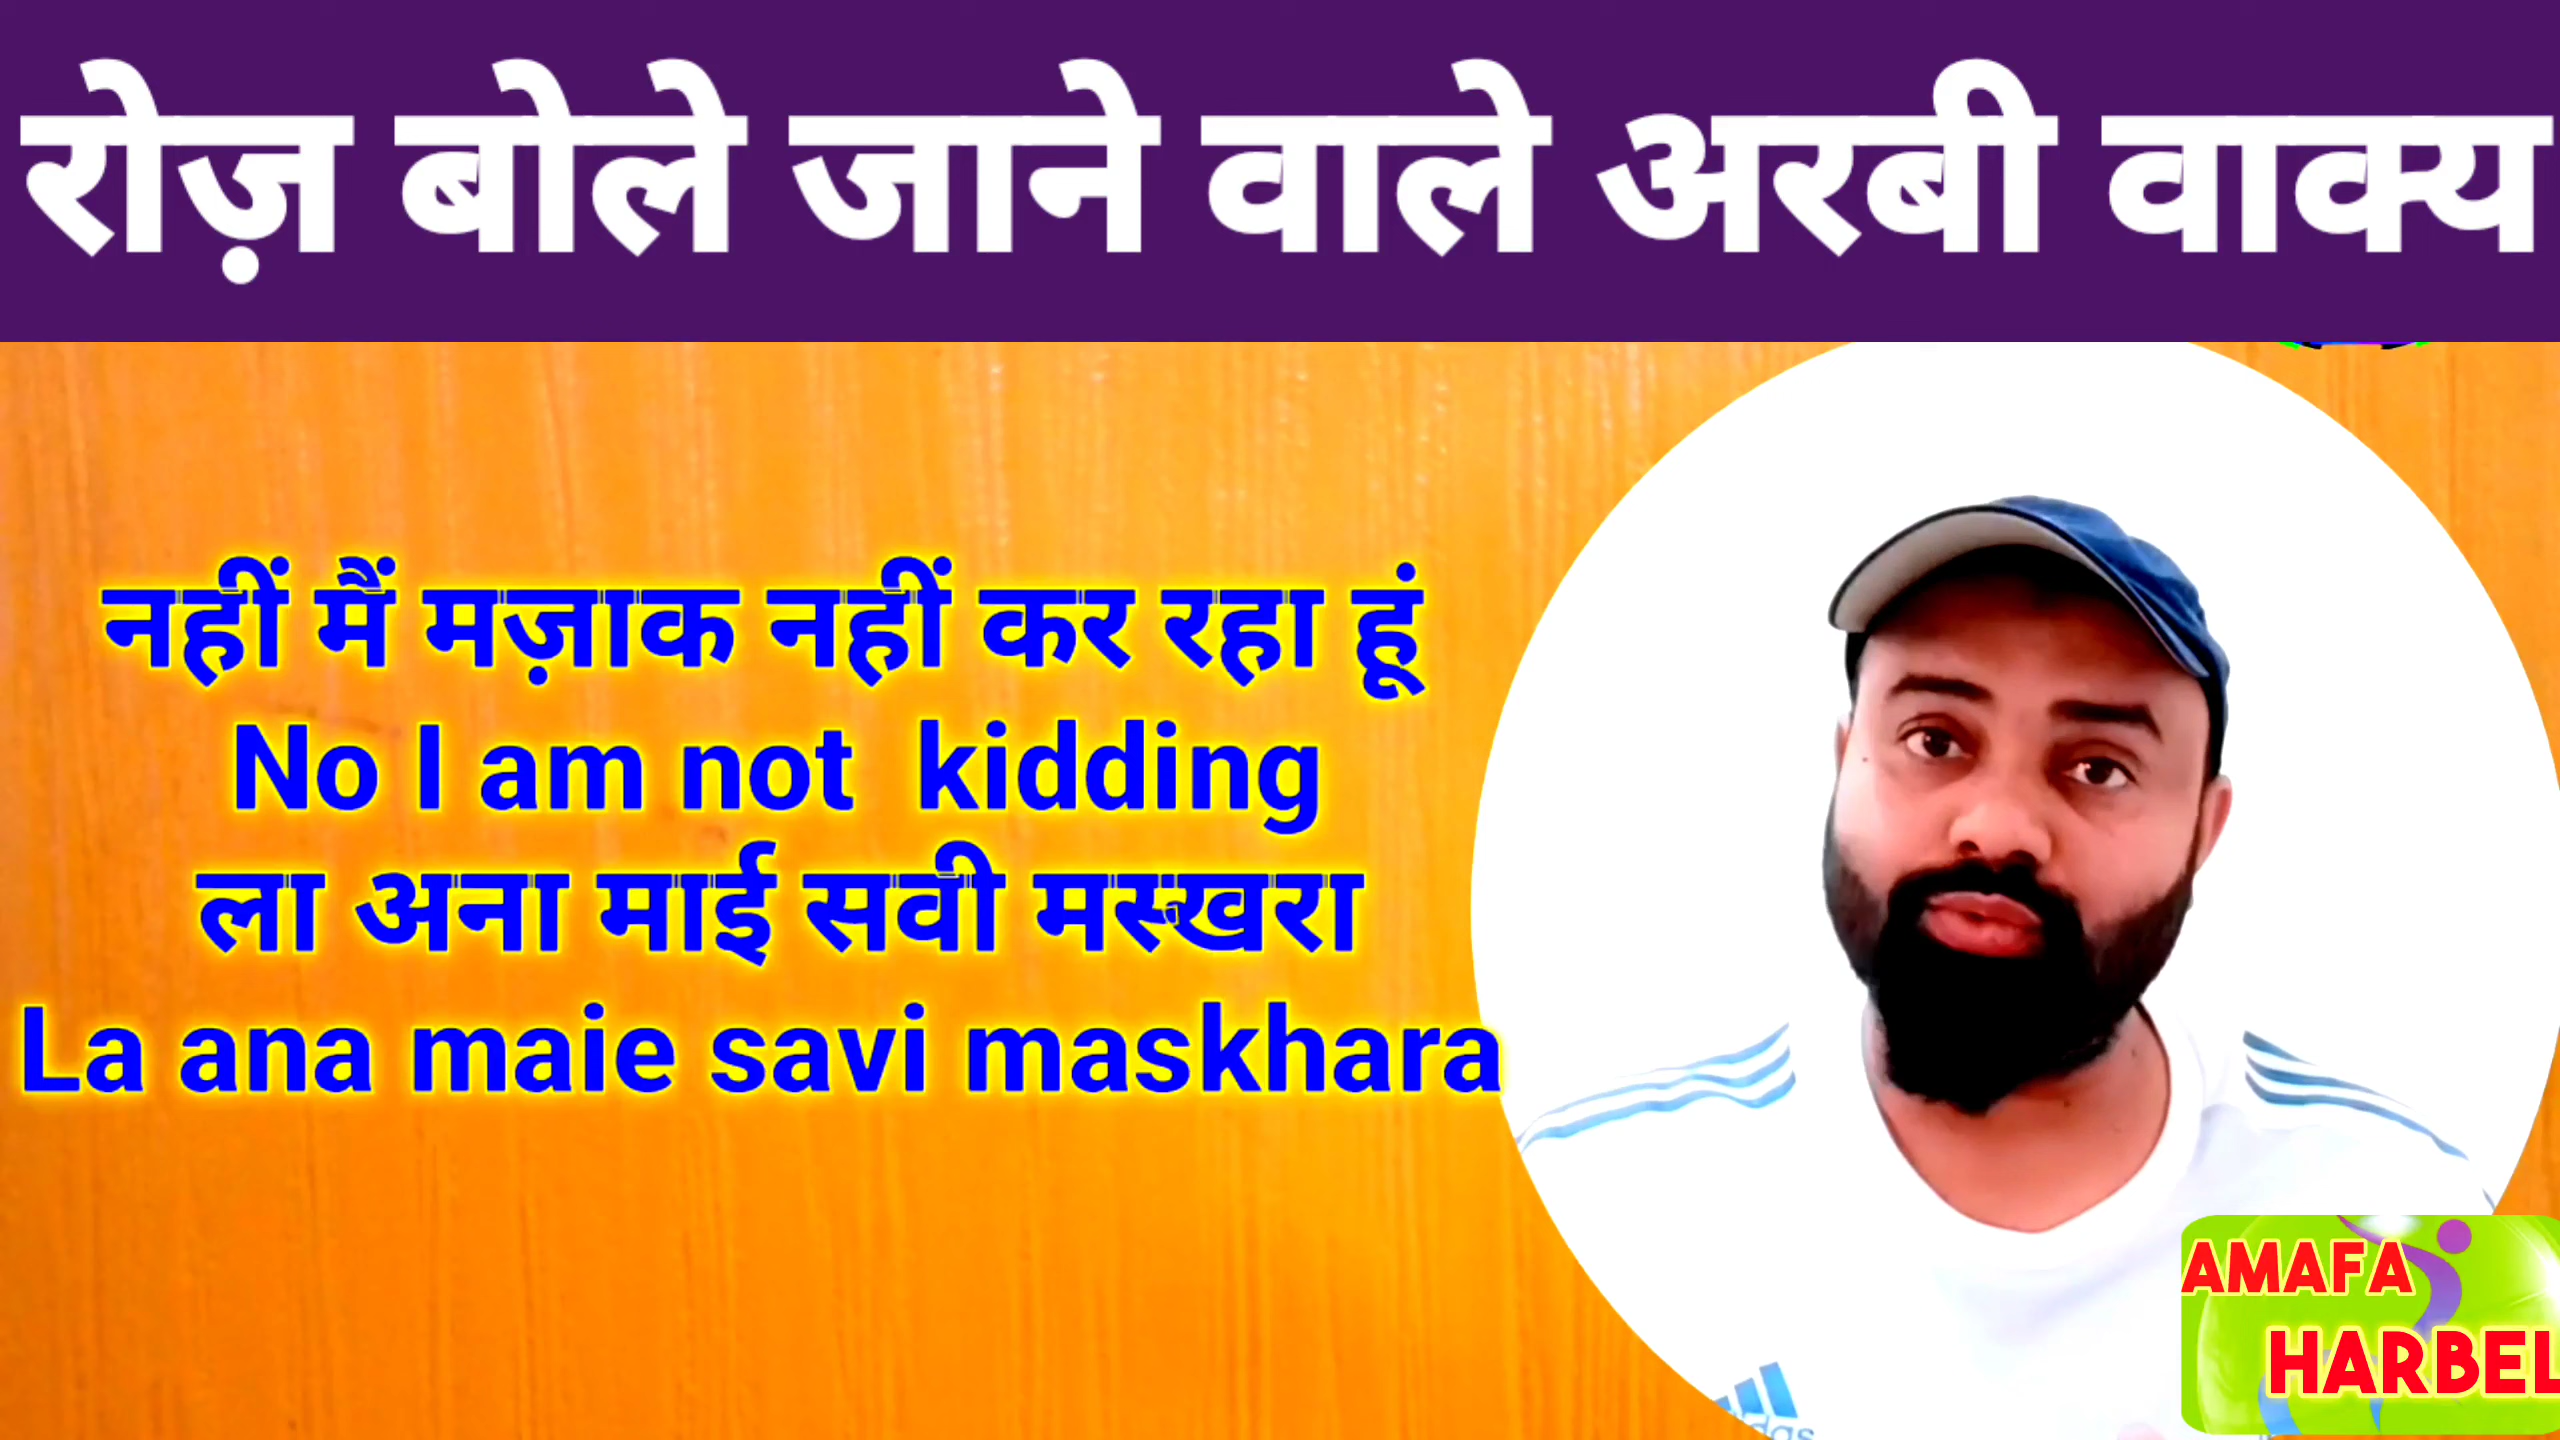 रोज़ बोले जाने वाले अरबी वाक्य
नहीं मैं मज़ाक नहीं कर रहा हूं
No I am not kidding
ला अना माई सवी मस्खरा
La ana maie savi maskhara
AMAFA
HARBEL